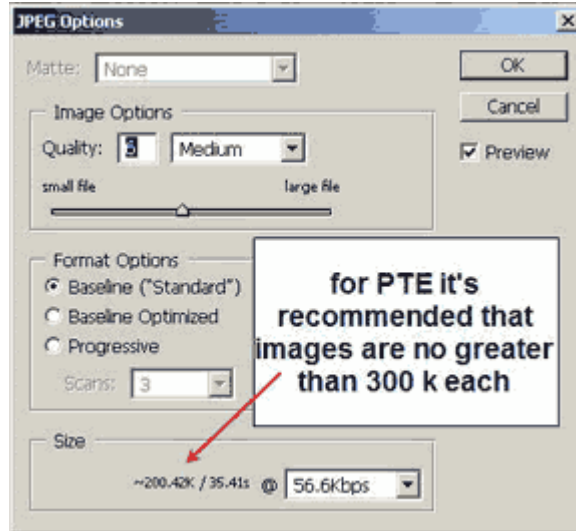 JPEG Options
Matte: None
OK
Image Options
Cancel
Quality: 5 Medium
Preview
small file large file
Format Options
Baseline ("Standard")
Baseline Optimized
Progressive
Scans: 3
for PTE it's
recommended that
images are no greater
than 300 k each
Size
~200.42K / 35.41s @ 56.6Kbps